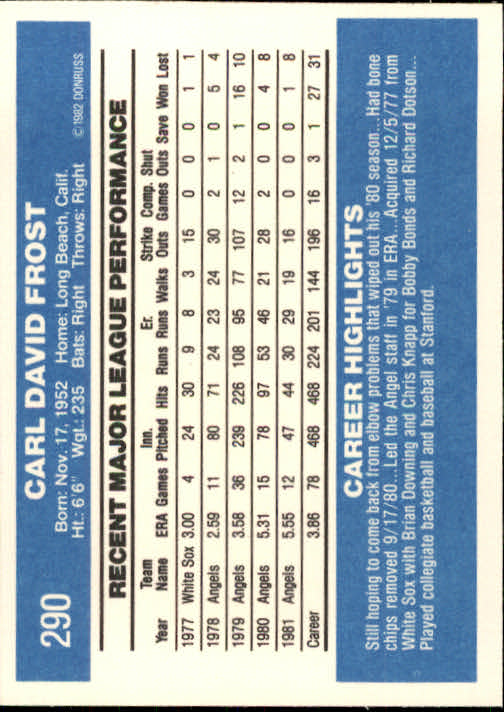 290
CARL DAVID FROST
Born: Nov. 17, 1952 Home: Long Beach, Calif.
Ht.: 6'6" Wgt.: 235 Bats: Right Throws: Right
©1982 DONRUSS
RECENT MAJOR LEAGUE PERFORMANCE
Team Inn. Er. Strike Comp. Shut
Year Name ERA Games Pitched Hits Runs Runs Walks Outs Games Outs Save Won Lost
1977 White Sox 3.00 4 24 30 9 8 3 15 0 0 0 1 1
1978 Angels 2.59 11 80 71 24 23 24 30 2 1 0 5 4
1979 Angels 3.58 36 239 226 108 95 77 107 12 2 1 16 10
1980 Angels 5.31 15 78 97 53 46 21 28 2 0 0 4 8
1981 Angels 5.55 12 47 44 30 29 19 16 0 0 0 1 8
Career 3.86 78 468 468 224 201 144 196 16 3 1 27 31
CAREER HIGHLIGHTS
Still hoping to come back from elbow problems that wiped out his '80 season...Had bone
chips removed 9/17/80...Led the Angel staff in '79 in ERA...Acquired 12/5/77 from
White Sox with Brian Downing and Chris Knapp for Bobby Bonds and Richard Dotson...
Played collegiate basketball and baseball at Stanford.